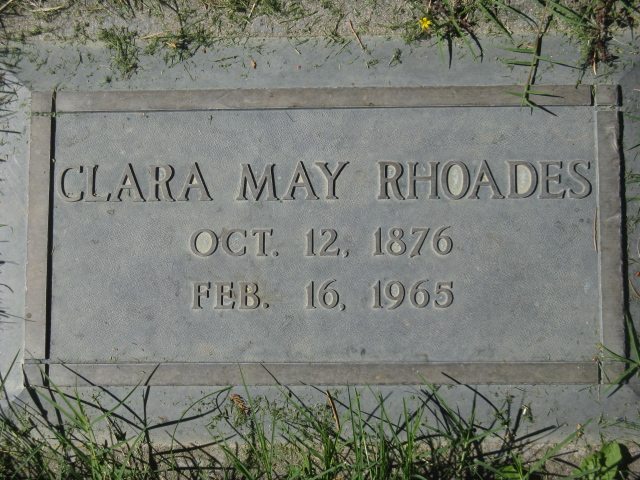 CLARA MAY RHOADES
OCT. 12, 1876
FEB. 16, 1965